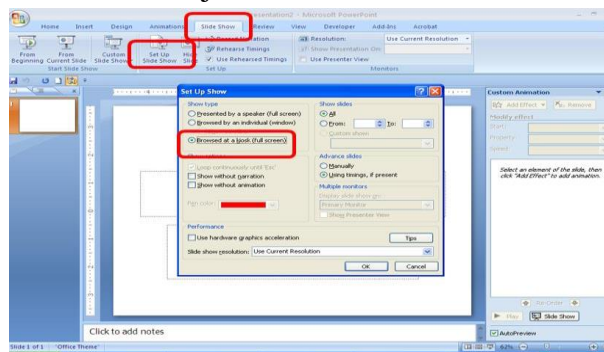 Presentation2 - Microsoft PowerPoint
Home Insert Design Animations Slide Show Review View Developer Add-Ins Acrobat
From Beginning
From Current Slide
Custom Slide Show
Start Slide Show
Set Up Slide Show
Hide Slide
Record Narration
Rehearse Timings
Use Rehearsed Timings
Set Up
Resolution: Use Current Resolution
Show Presentation On:
Use Presenter View
Monitors
Set Up Show
Show type
Presented by a speaker (full screen)
Browsed by an individual (window)
Browsed at a kiosk (full screen)
Loop continuously until 'Esc'
Show without narration
Show without animation
Pen color:
Show slides
All
From: To:
Custom show:
Advance slides
Manually
Using timings, if present
Multiple monitors
Display slide show on:
Primary Monitor
Show Presenter View
Performance
Use hardware graphics acceleration
Tips
Slide show resolution: Use Current Resolution
OK Cancel
Custom Animation
Add Effect Remove
Modify effect
Start:
Property:
Speed:
Select an element of the slide, then click "Add Effect" to add animation.
Re-Order
Play Slide Show
AutoPreview
Click to add notes
Slide 1 of 1 "Office Theme" 62%